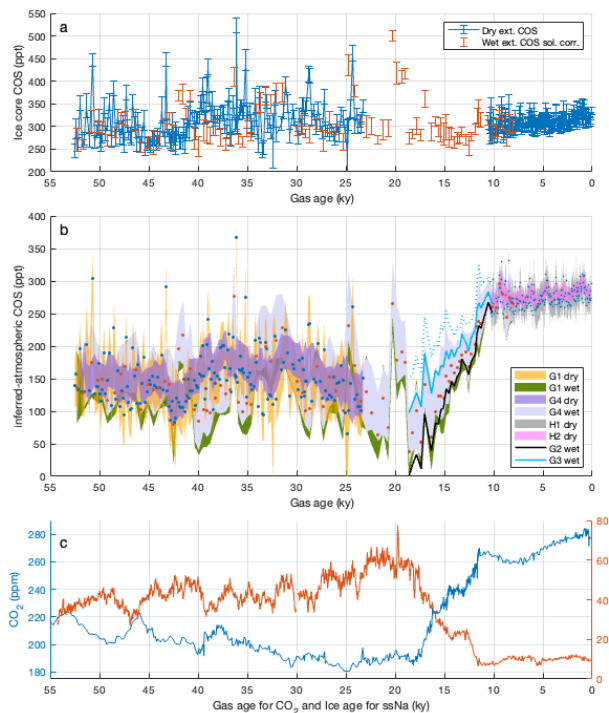 a
Ice core COS (ppt)
550
500
450
400
350
300
250
200
Dry ext. COS
Wet ext. COS sol. corr.
55 50 45 40 35 30 25 20 15 10 5 0
Gas age (ky)
b
inferred-atmospheric COS (ppt)
400
350
300
250
200
150
100
50
0
G1 dry
G1 wet
G4 dry
G4 wet
H1 dry
H2 dry
G2 wet
G3 wet
55 50 45 40 35 30 25 20 15 10 5 0
Gas age (ky)
c
CO2 (ppm)
280
260
240
220
200
180
80
60
40
20
0
55 50 45 40 35 30 25 20 15 10 5 0
Gas age for CO2 and Ice age for ssNa (ky)